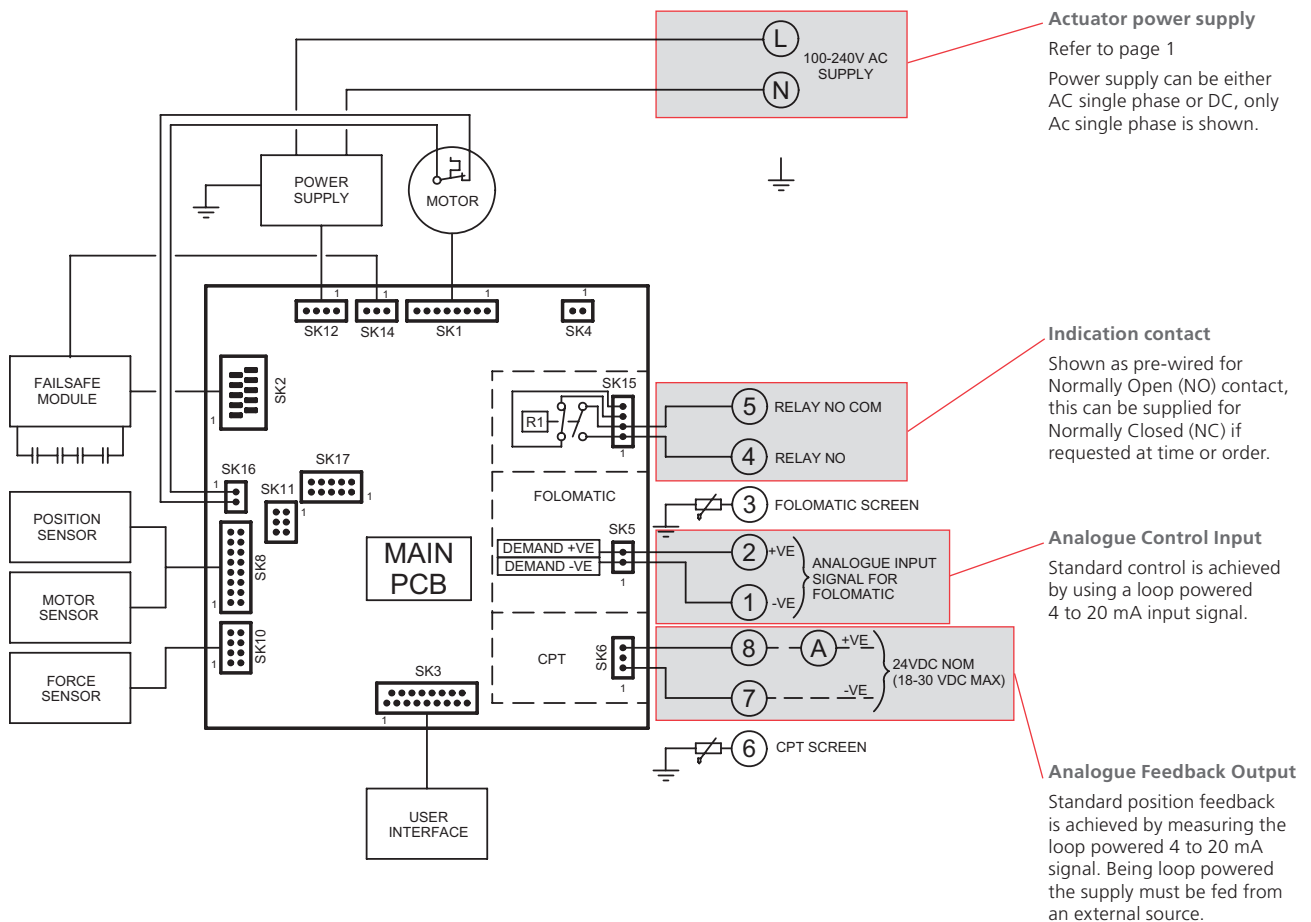 L
N
100-240V AC
SUPPLY
Actuator power supply
Refer to page 1
Power supply can be either
AC single phase or DC, only
Ac single phase is shown.
POWER
SUPPLY
MOTOR
1
SK12
1
SK14
1
SK1
1
SK4
FAILSAFE
MODULE
SK2
1
SK15
R1
1
5
RELAY NO COM
4
RELAY NO
Indication contact
Shown as pre-wired for
Normally Open (NO) contact,
this can be supplied for
Normally Closed (NC) if
requested at time or order.
SK16
1
SK11
1
SK17
1
FOLOMATIC
3
FOLOMATIC SCREEN
POSITION
SENSOR
MOTOR
SENSOR
SK8
1
MAIN
PCB
DEMAND +VE
DEMAND -VE
SK5
1
2
+VE
1
-VE
ANALOGUE INPUT
SIGNAL FOR
FOLOMATIC
Analogue Control Input
Standard control is achieved
by using a loop powered
4 to 20 mA input signal.
FORCE
SENSOR
SK10
1
CPT
SK6
1
8
A
+VE
7
-VE
24VDC NOM
(18-30 VDC MAX)
SK3
1
6
CPT SCREEN
USER
INTERFACE
Analogue Feedback Output
Standard position feedback
is achieved by measuring the
loop powered 4 to 20 mA
signal. Being loop powered
the supply must be fed from
an external source.